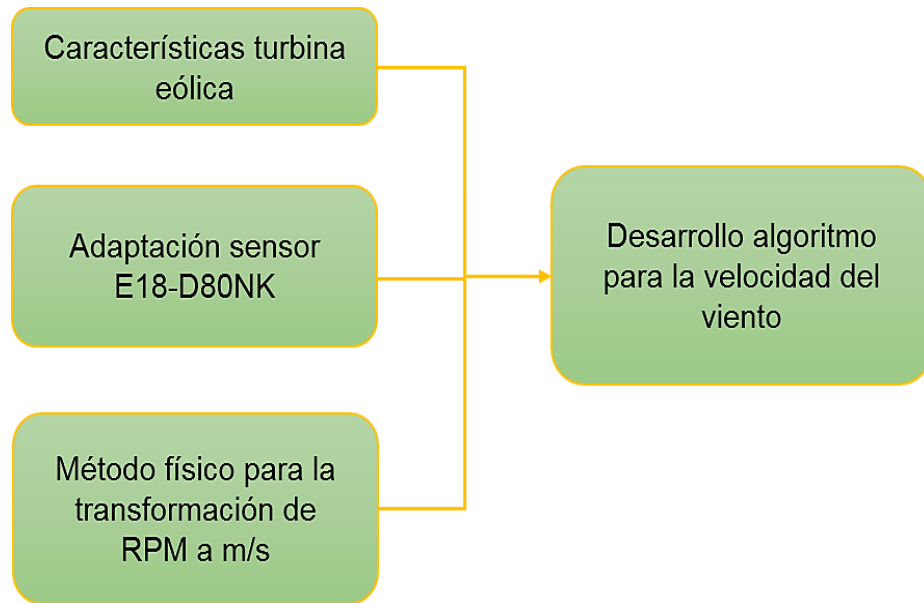 Características turbina
eólica
Adaptación sensor
E18-D80NK
Método físico para la
transformación de
RPM a m/s
Desarrollo algoritmo
para la velocidad del
viento